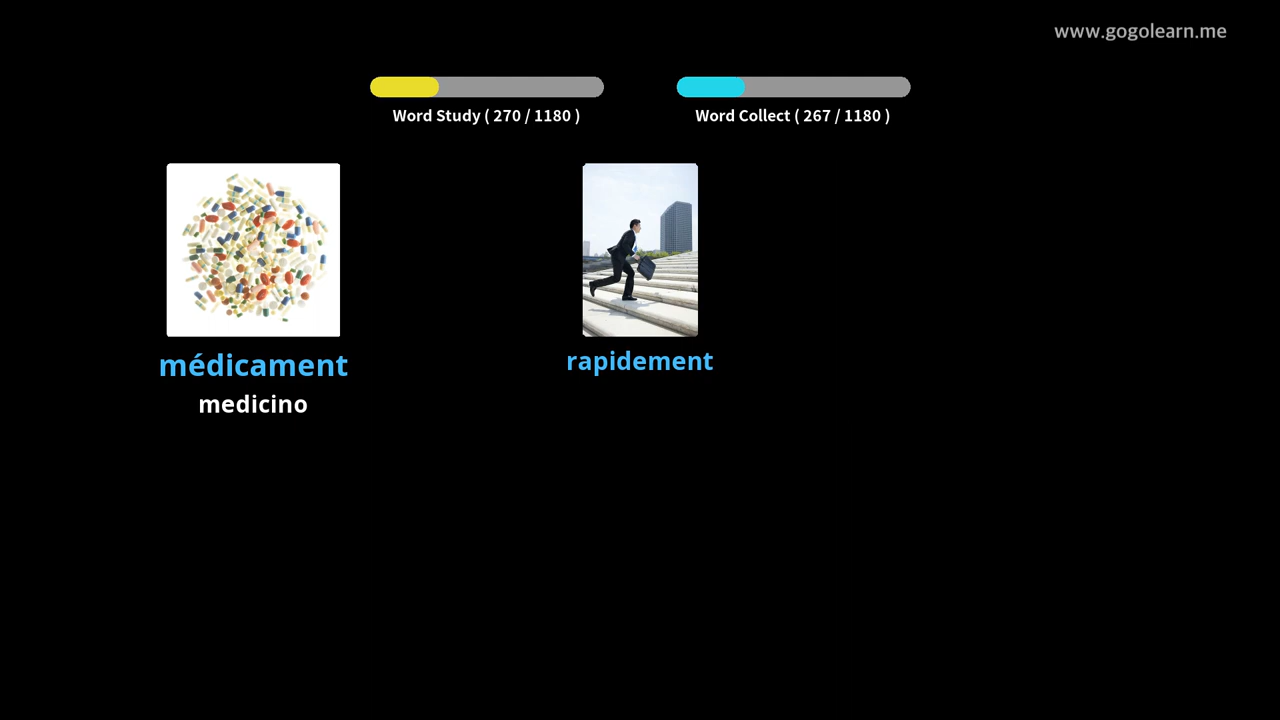 www.gogolearn.me
Word Study ( 270 / 1180 )
Word Collect ( 267 / 1180 )
médicament
medicino
rapidement